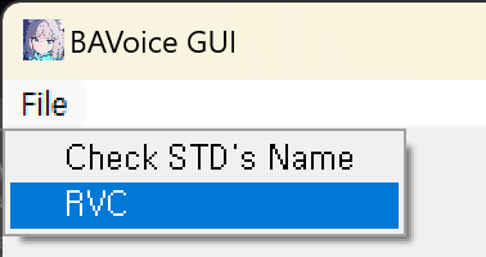 BAVoice GUI
File
Check STD's Name
RVC